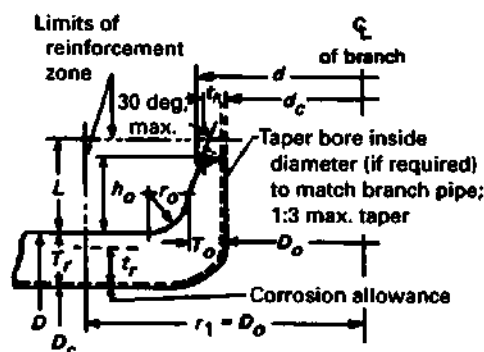 Limits of
reinforcement
zone
℄
of branch
d
30 deg,
max.
d_c
Taper bore inside
diameter (if required)
to match branch pipe;
1:3 max. taper
L
h_o
r_o
T_o
D_o
T_r
t_r
Corrosion allowance
D
D_c
r_1 = D_o